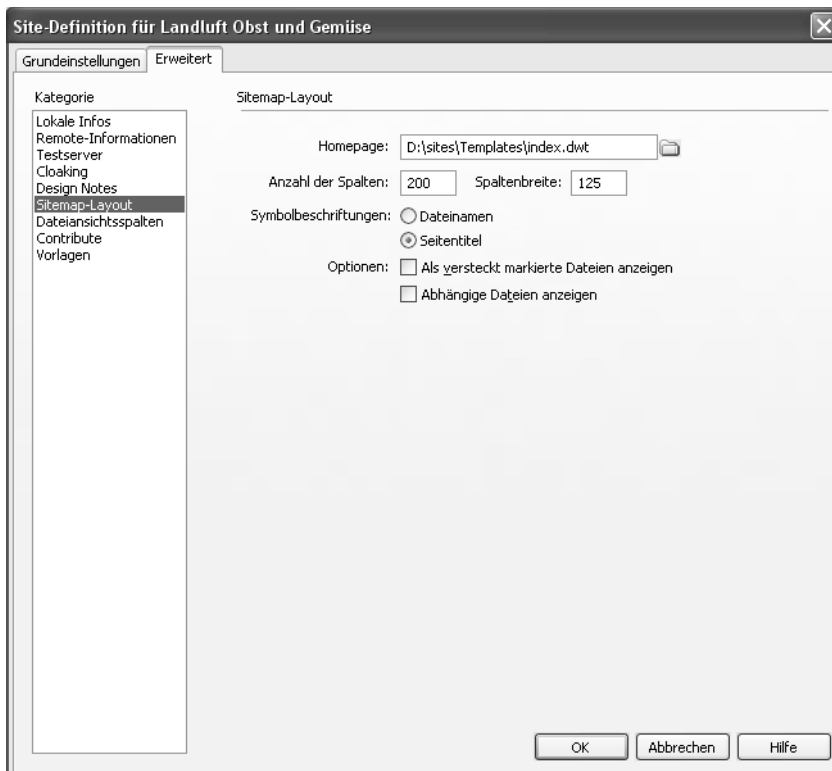 Site-Definition für Landluft Obst und Gemüse
Grundeinstellungen Erweitert
Kategorie
Lokale Infos
Remote-Informationen
Testserver
Cloaking
Design Notes
Sitemap-Layout
Dateiansichtsspalten
Contribute
Vorlagen
Sitemap-Layout
Homepage: D:\sites\Templates\index.dwt
Anzahl der Spalten: 200 Spaltenbreite: 125
Symbolbeschriftungen: Dateinamen
Seitentitel
Optionen: Als versteckt markierte Dateien anzeigen
Abhängige Dateien anzeigen
OK Abbrechen Hilfe